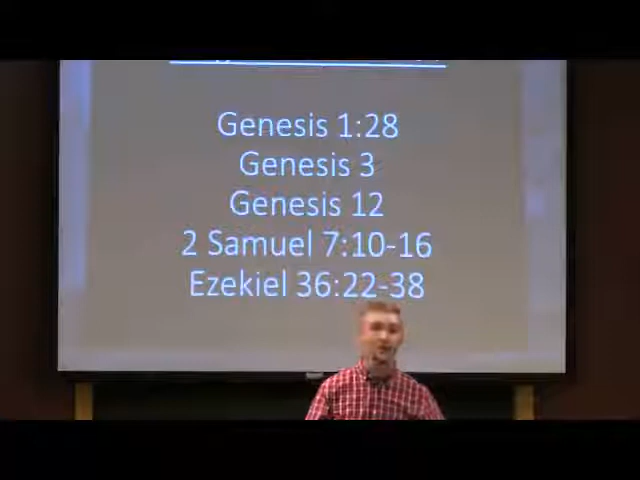 Genesis 1:28
Genesis 3
Genesis 12
2 Samuel 7:10-16
Ezekiel 36:22-38